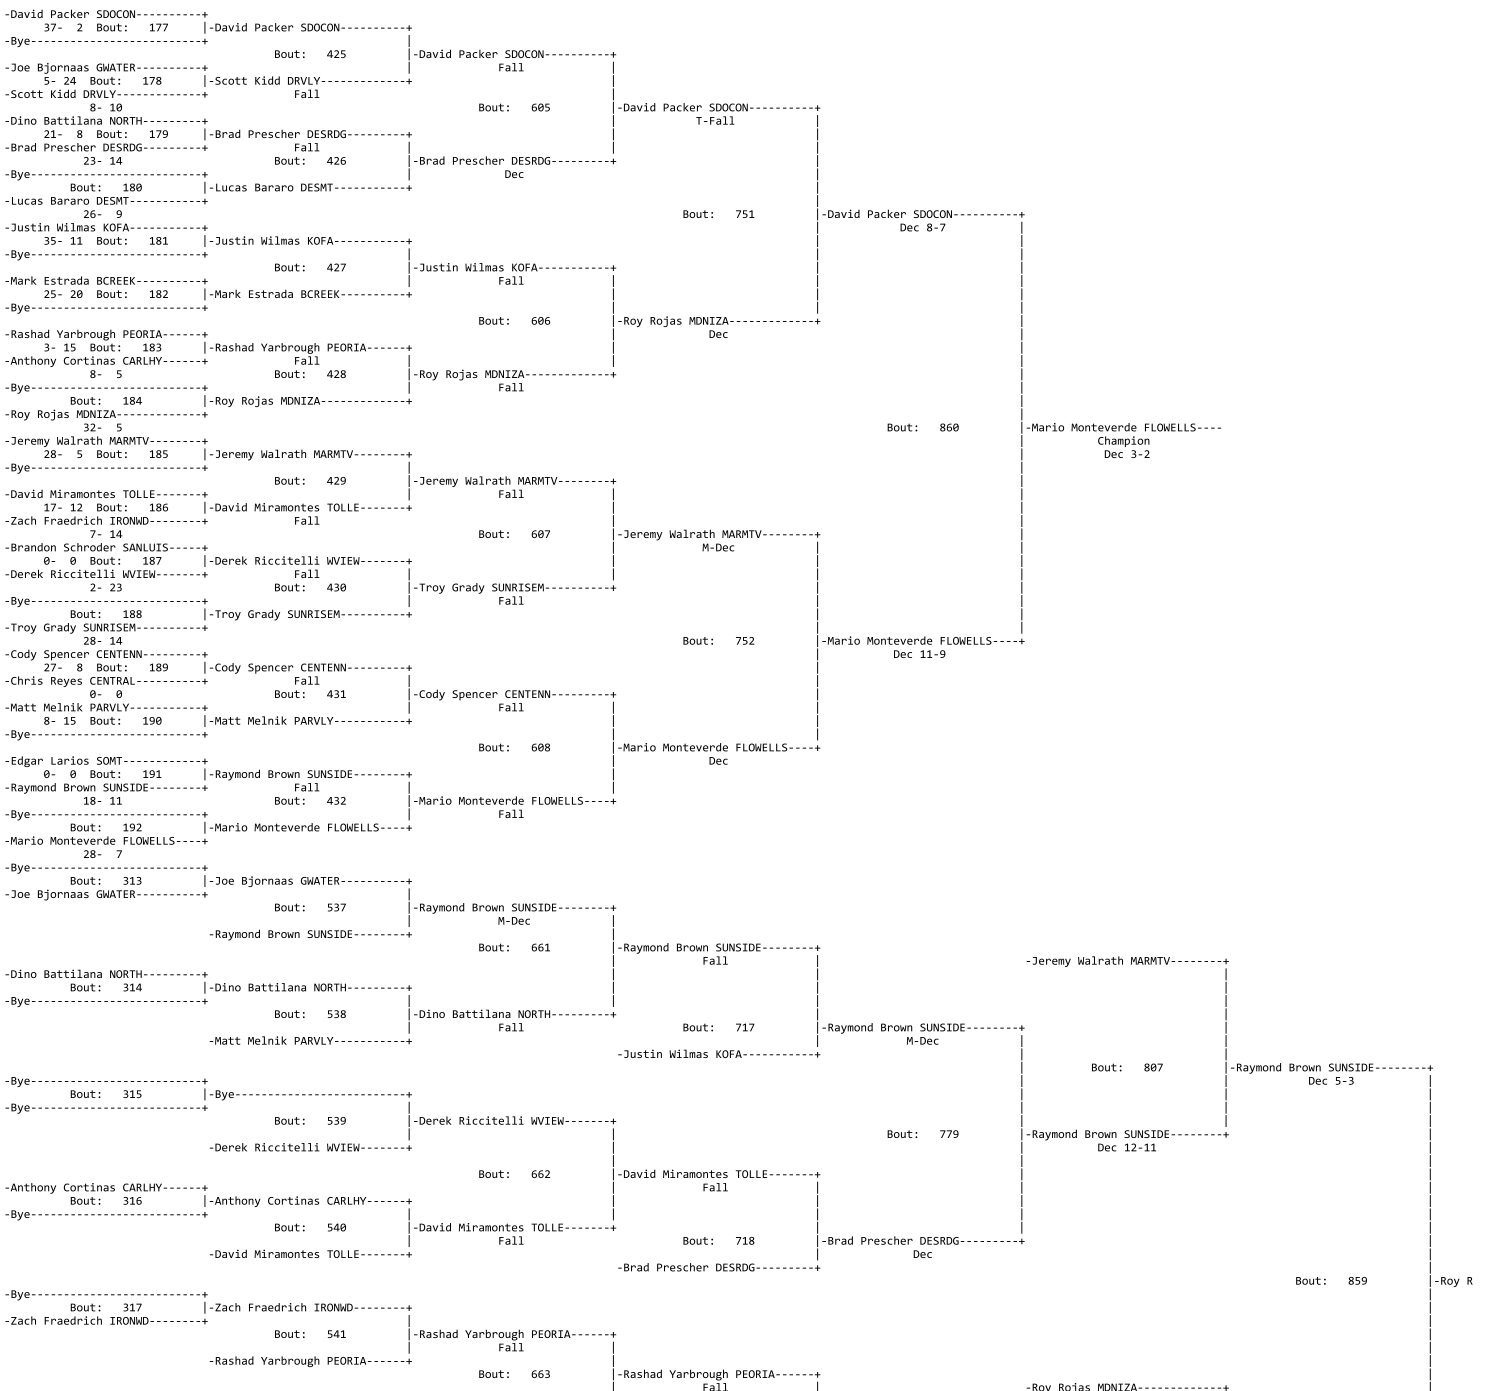 -David Packer SDOCON----------+
37-  2  Bout:   177     |-David Packer SDOCON----------+
-Bye--------------------------+                               |
Bout:   425          |-David Packer SDOCON----------+
-Joe Bjornaas GWATER----------+                               |             Fall             |
5- 24  Bout:   178     |-Scott Kidd DRVLY-------------+                              |
-Scott Kidd DRVLY-------------+             Fall                                            |
8- 10                                                      Bout:   605         |-David Packer SDOCON----------+
-Dino Battilana NORTH---------+                                                              |            T-Fall            |
21-  8  Bout:   179     |-Brad Prescher DESRDG---------+                              |                              |
-Brad Prescher DESRDG---------+             Fall             |                              |                              |
23- 14                           Bout:   426          |-Brad Prescher DESRDG---------+                              |
-Bye--------------------------+                              |              Dec                                            |
Bout:   180         |-Lucas Bararo DESMT-----------+                                                             |
-Lucas Bararo DESMT-----------+                                                                                            |
26-  9                                                                                     Bout:   751         |-David Packer SDOCON----------+
-Justin Wilmas KOFA-----------+                                                                                            |            Dec 8-7           |
35- 11  Bout:   181     |-Justin Wilmas KOFA-----------+                                                             |                              |
-Bye--------------------------+                              |                                                             |                              |
Bout:   427          |-Justin Wilmas KOFA-----------+                              |                              |
-Mark Estrada BCREEK----------+                              |             Fall             |                              |                              |
25- 20  Bout:   182     |-Mark Estrada BCREEK----------+                              |                              |                              |
-Bye--------------------------+                                                             |                              |                              |
Bout:   606         |-Roy Rojas MDNIZA-------------+                              |
-Rashad Yarbrough PEORIA------+                                                             |              Dec                                            |
3- 15  Bout:   183     |-Rashad Yarbrough PEORIA------+                              |                                                             |
-Anthony Cortinas CARLHY------+             Fall             |                              |                                                             |
8-  5                           Bout:   428          |-Roy Rojas MDNIZA-------------+                                                             |
-Bye--------------------------+                              |             Fall                                                                          |
Bout:   184         |-Roy Rojas MDNIZA-------------+                                                                                            |
-Roy Rojas MDNIZA-------------+                                                                                                                           |
32-  5                                                                                                                    Bout:   860         |-Mario Monteverde FLOWELLS----
-Jeremy Walrath MARMTV--------+                                                                                                                           |          Champion
28-  5  Bout:   185     |-Jeremy Walrath MARMTV--------+                                                                                            |           Dec 3-2
-Bye--------------------------+                              |                                                                                            |
Bout:   429          |-Jeremy Walrath MARMTV--------+                                                             |
-David Miramontes TOLLE-------+                              |             Fall             |                                                             |
17- 12  Bout:   186     |-David Miramontes TOLLE-------+                              |                                                             |
-Zach Fraedrich IRONWD--------+             Fall                                            |                                                             |
7- 14                                                      Bout:   607         |-Jeremy Walrath MARMTV--------+                              |
-Brandon Schroder SANLUIS-----+                                                             |             M-Dec            |                              |
0-  0  Bout:   187     |-Derek Riccitelli WVIEW-------+                              |                              |                              |
-Derek Riccitelli WVIEW-------+             Fall             |                              |                              |                              |
2- 23                           Bout:   430          |-Troy Grady SUNRISEM----------+                              |                              |
-Bye--------------------------+                              |             Fall                                            |                              |
Bout:   188         |-Troy Grady SUNRISEM----------+                                                             |                              |
-Troy Grady SUNRISEM----------+                                                                                            |                              |
28- 14                                                                                     Bout:   752         |-Mario Monteverde FLOWELLS----+
-Cody Spencer CENTENN---------+                                                                                            |           Dec 11-9
27-  8  Bout:   189     |-Cody Spencer CENTENN---------+                                                             |
-Chris Reyes CENTRAL----------+             Fall             |                                                             |
0-  0                           Bout:   431          |-Cody Spencer CENTENN---------+                              |
-Matt Melnik PARVLY-----------+                              |             Fall             |                              |
8- 15  Bout:   190     |-Matt Melnik PARVLY-----------+                              |                              |
-Bye--------------------------+                                                             |                              |
Bout:   608         |-Mario Monteverde FLOWELLS----+
-Edgar Larios SOMT------------+                                                             |              Dec
0-  0  Bout:   191     |-Raymond Brown SUNSIDE--------+                              |
-Raymond Brown SUNSIDE--------+             Fall             |                              |
18- 11                           Bout:   432          |-Mario Monteverde FLOWELLS----+
-Bye--------------------------+                              |             Fall
Bout:   192         |-Mario Monteverde FLOWELLS----+
-Mario Monteverde FLOWELLS----+
28-  7
-Bye--------------------------+
Bout:   313         |-Joe Bjornaas GWATER----------+
-Joe Bjornaas GWATER----------+                              |
Bout:   537          |-Raymond Brown SUNSIDE--------+
|             M-Dec            |
-Raymond Brown SUNSIDE--------+                              |
Bout:   661         |-Raymond Brown SUNSIDE--------+
|             Fall             |                               -Jeremy Walrath MARMTV--------+
-Dino Battilana NORTH---------+                                                             |                              |
Bout:   314         |-Dino Battilana NORTH---------+                              |                              |
-Bye--------------------------+                              |                              |                              |
Bout:   538          |-Dino Battilana NORTH---------+                              |
|             Fall                       Bout:   717         |-Raymond Brown SUNSIDE--------+
-Matt Melnik PARVLY-----------+                                                             |             M-Dec            |
-Justin Wilmas KOFA-----------+                              |
Bout:   807         |-Raymond Brown SUNSIDE--------+
-Bye--------------------------+                                                                                                                           |           Dec 5-3            |
Bout:   315         |-Bye--------------------------+
-Bye--------------------------+                              |
Bout:   539          |-Derek Riccitelli WVIEW-------+
|                              |                                         Bout:   779         |-Raymond Brown SUNSIDE--------+
-Derek Riccitelli WVIEW-------+                              |                                                             |           Dec 12-11
Bout:   662         |-David Miramontes TOLLE-------+
-Anthony Cortinas CARLHY------+                                                             |             Fall             |
Bout:   316         |-Anthony Cortinas CARLHY------+                              |                              |
-Bye--------------------------+                              |                              |                              |
Bout:   540          |-David Miramontes TOLLE-------+                              |
|             Fall                       Bout:   718         |-Brad Prescher DESRDG---------+
-David Miramontes TOLLE-------+                                                             |              Dec
-Brad Prescher DESRDG---------+
Bout:   859         |-Roy R
-Bye--------------------------+
Bout:   317         |-Zach Fraedrich IRONWD--------+
-Zach Fraedrich IRONWD--------+                              |
Bout:   541          |-Rashad Yarbrough PEORIA------+
|             Fall             |
-Rashad Yarbrough PEORIA------+                              |
Bout:   663         |-Rashad Yarbrough PEORIA------+
|             Fall             |                               -Roy Rojas MDNIZA-------------+